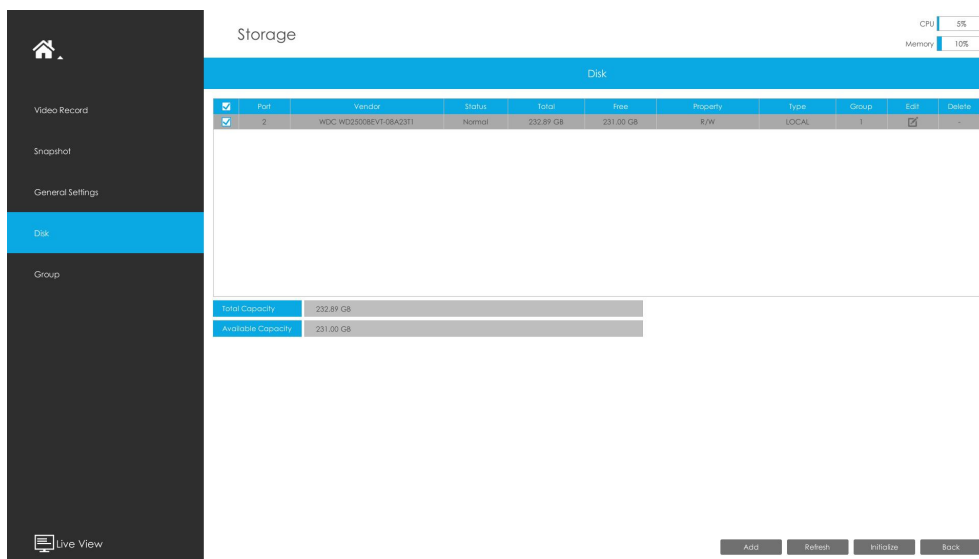 Storage
CPU 5%
Memory 10%
Disk
Video Record
Snapshot
General Settings
Disk
Group
Live View
Port Vendor Status Total Free Property Type Group Edit Delete
2 WDC WD2500BEVT-08A23T1 Normal 232.89 GB 231.00 GB R/W LOCAL 1 -
Total Capacity 232.89 GB
Available Capacity 231.00 GB
Add Refresh Initialize Back